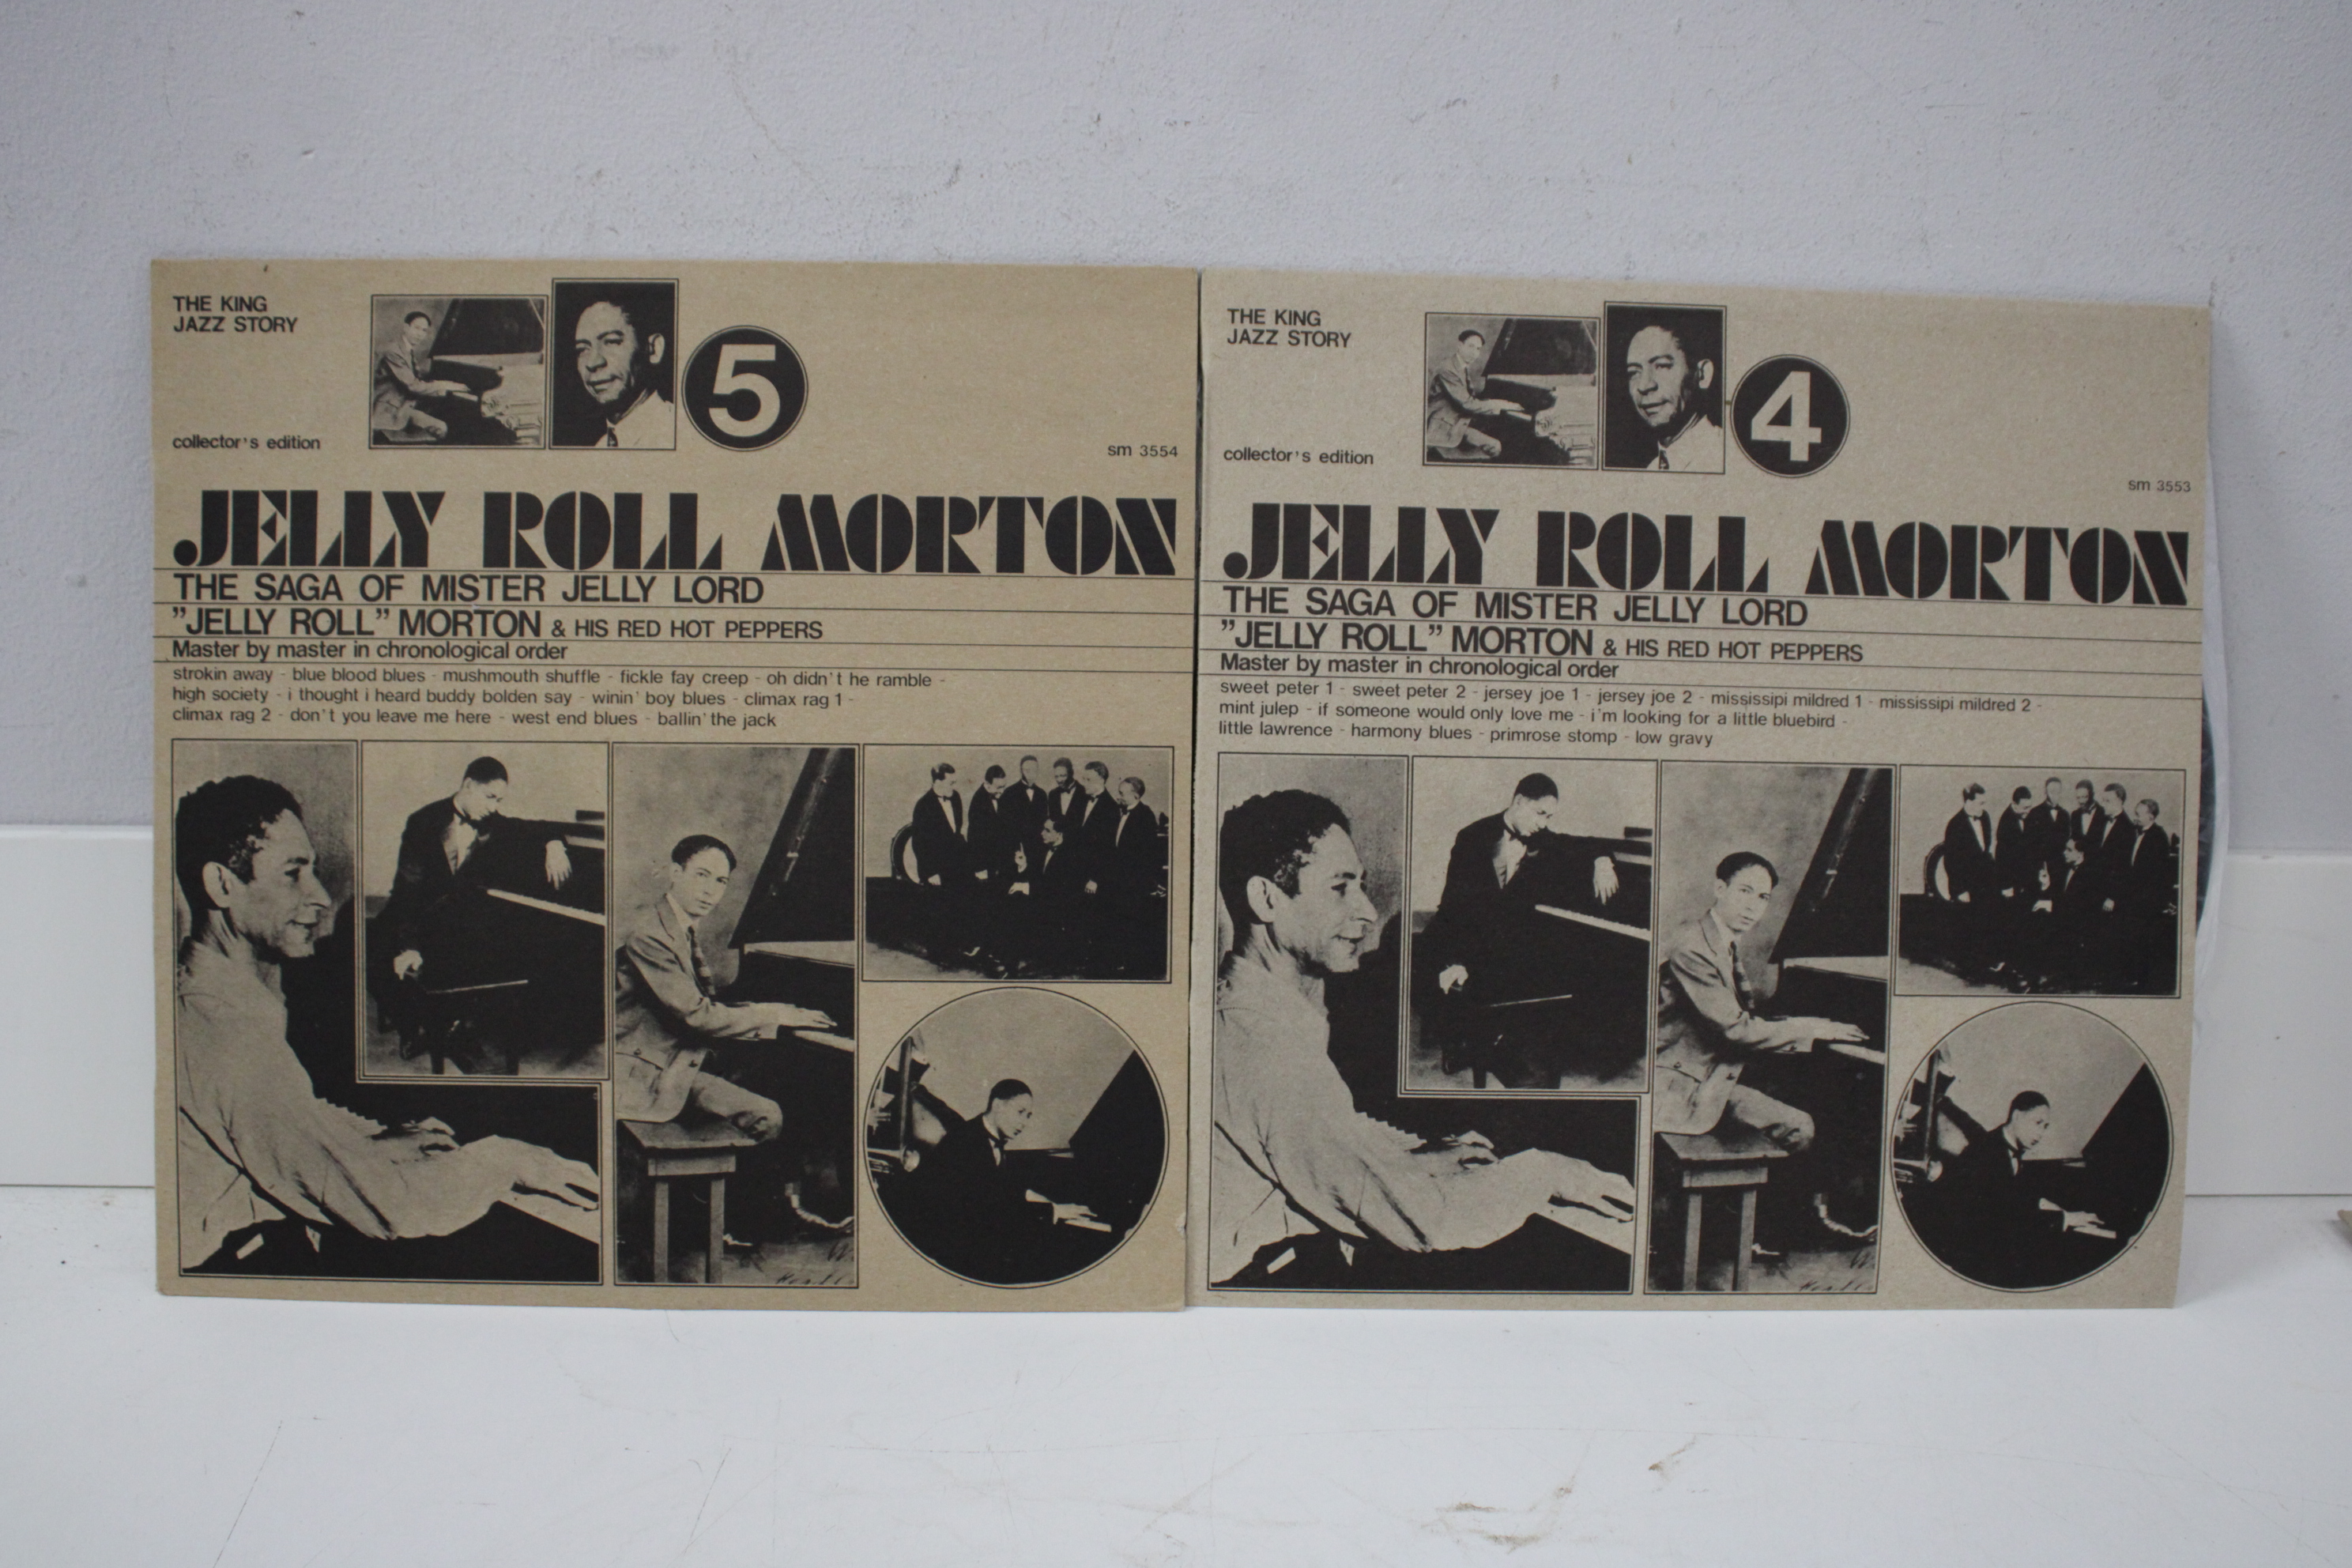 THE KING
JAZZ STORY
5
collector's edition
sm 3554
JELLY ROLL MORTON
THE SAGA OF MISTER JELLY LORD
"JELLY ROLL" MORTON & HIS RED HOT PEPPERS
Master by master in chronological order
strokin away - blue blood blues - mushmouth shuffle - fickle fay creep - oh didn't he ramble -
high society - i thought i heard buddy bolden say - winin' boy blues - climax rag 1 -
climax rag 2 - don't you leave me here - west end blues - ballin' the jack
THE KING
JAZZ STORY
4
collector's edition
sm 3553
JELLY ROLL MORTON
THE SAGA OF MISTER JELLY LORD
"JELLY ROLL" MORTON & HIS RED HOT PEPPERS
Master by master in chronological order
sweet peter 1 - sweet peter 2 - jersey joe 1 - jersey joe 2 - mississipi mildred 1 - mississipi mildred 2 -
mint julep - if someone would only love me - i'm looking for a little bluebird -
little lawrence - harmony blues - primrose stomp - low gravy